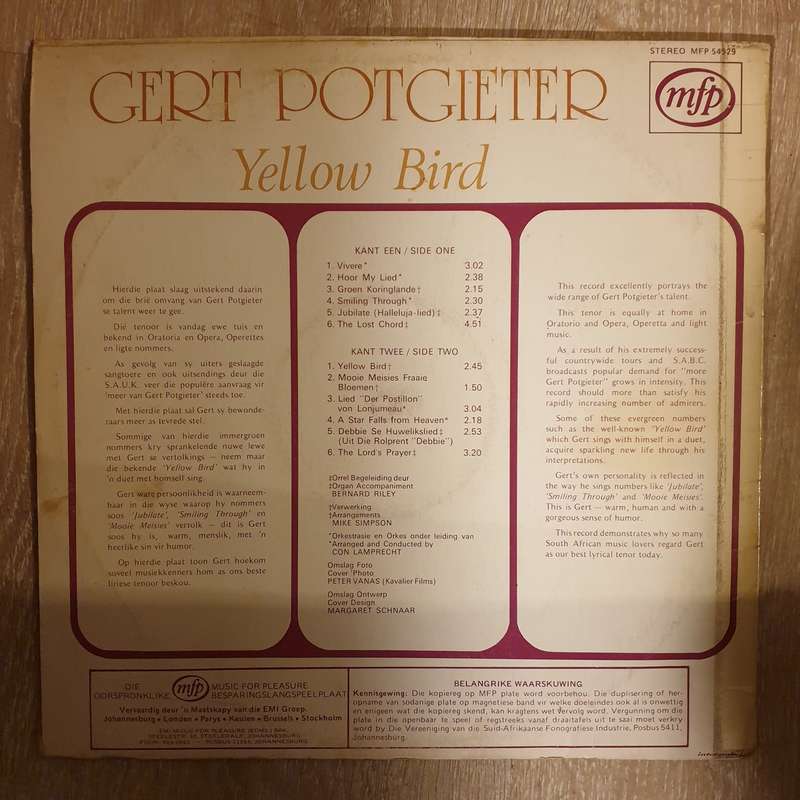 STEREO MFP 54529
GERT POTGIETER
mfp
Yellow Bird
Hierdie plaat slaag uitstekend daarin
om die brië omvang van Gert Potgieter
se talent weer te gee.
Dié tenoor is vandag ewe tuis en
bekend in Oratoria en Opera, Operettes
en ligte nommers.
As gevolg van sy uiters geslaagde
sangtoere en ook uitsendings deur die
S.A.U.K. veer die populêre aanvraag vir
'meer van Gert Potgieter' steeds toe.
Met hierdie plaat sal Gert sy bewonde-
raars meer as tevrede stel.
Sommige van hierdie immergroen
nommers kry sprankelende nuwe lewe
met Gert se vertolkings – neem maar
die bekende 'Yellow Bird' wat hy in
'n duet met homself sing.
Gert ware persoonlikheid is waarneem-
haar in die wyse waarop hy nommers
soos 'Jubilate', 'Smiling Through' en
'Mooie Meisies' vertolk – dit is Gert
soos hy is, warm, menslik, met 'n
heerlike sin vir humor.
Op hierdie plaat toon Gert hoekom
soveel musiekkenners hom as ons beste
liriese tenoor beskou.
KANT EEN / SIDE ONE
1. Vivere* 3.02
2. Hoor My Lied* 2.38
3. Groen Koringlande† 2.15
4. Smiling Through* 2.30
5. Jubilate (Halleluja-lied)‡ 2.37
6. The Lost Chord‡ 4.51
KANT TWEE / SIDE TWO
1. Yellow Bird† 2.45
2. Mooie Meisies Fraaie
Bloemen† 1.50
3. Lied "Der Postillon"
von Lonjumeau* 3.04
4. A Star Falls from Heaven* 2.18
5. Debbie Se Huwelikslied‡ 2.53
(Uit Die Rolprent "Debbie")
6. The Lord's Prayer‡ 3.20
‡Orrel Begeleiding deur
‡Organ Accompaniment
BERNARD RILEY
†Verwerking
†Arrangements
MIKE SIMPSON
*Orkestrasie en Orkes onder leiding van
*Arranged and Conducted by
CON LAMPRECHT
Omslag Foto
Cover Photo
PETER VANAS (Kavalier Films)
Omslag Ontwerp
Cover Design
MARGARET SCHNAAR
This record excellently portrays the
wide range of Gert Potgieter's talent.
This tenor is equally at home in
Oratorio and Opera, Operetta and light
music.
As a result of his extremely success-
ful countrywide tours and S.A.B.C.
broadcasts popular demand for "more
Gert Potgieter" grows in intensity. This
record should more than satisfy his
rapidly increasing number of admirers.
Some of these evergreen numbers
such as the well-known 'Yellow Bird'
which Gert sings with himself in a duet,
acquire sparkling new life through his
interpretations.
Gert's own personality is reflected in
the way he sings numbers like 'Jubilate',
'Smiling Through' and 'Mooie Meises'.
This is Gert – warm, human and with a
gorgeous sense of humor.
This record demonstrates why so many
South African music lovers regard Gert
as our best lyrical tenor today.
DIE mfp MUSIC FOR PLEASURE
OORSPRONKLIKE BESPARINGSLANGSPEELPLAAT
Vervaardig deur 'n Maatskapy van die EMI Groep.
Johannesburg • Londen • Parys • Keulen • Brussels • Stockholm
EMI MUSIC FOR PLEASURE (EDMS.) BPK.
STEELEDALE, JOHANNESBURG
JOHANNESBURG
BELANGRIKE WAARSKUWING
Kennisgewing: Die kopiereg op MFP plate word voorbehou. Die duplisering of her-
opname van sodanige plate op magnetiese band vir welke doeleindes ook al is onwettig
en enigeen wat die kopiereg skend, kan kragtens wet vervolg word. Vergunning om die
plate in die openbaar te speel of regstreeks vanaf draaitafels uit te saai moet verkry
word by Die Vereeniging van die Suid-Afrikaanse Fonografiese Industrie, Posbus 5411,
Johannesburg.